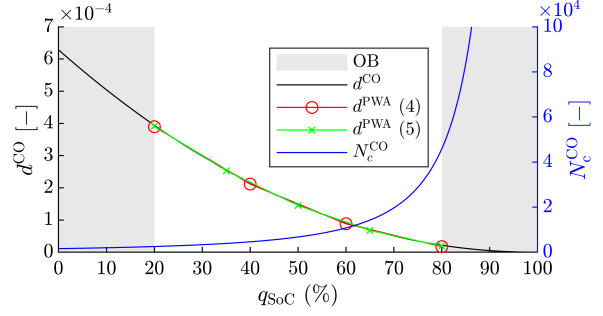 ×10⁻⁴
×10⁴
7
6
5
4
3
2
1
0
d^CO [−]
10
8
6
4
2
0
N_c^CO [−]
OB
d^CO
d^PWA (4)
d^PWA (5)
N_c^CO
0 10 20 30 40 50 60 70 80 90 100
q_SoC (%)